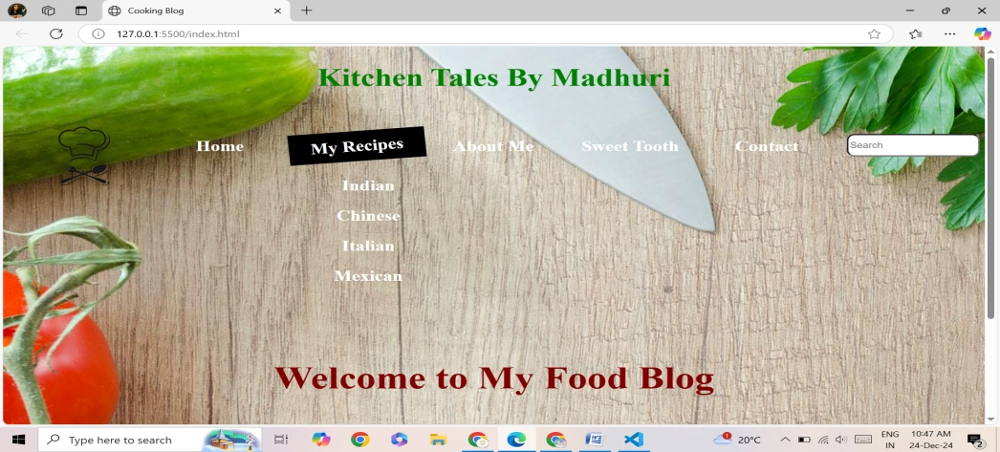 Cooking Blog
127.0.0.1:5500/index.html
Kitchen Tales By Madhuri
Home My Recipes About Me Sweet Tooth Contact Search
Indian
Chinese
Italian
Mexican
Welcome to My Food Blog
Type here to search
1 20°C ENG 10:47 AM
IN 24-Dec-24 2